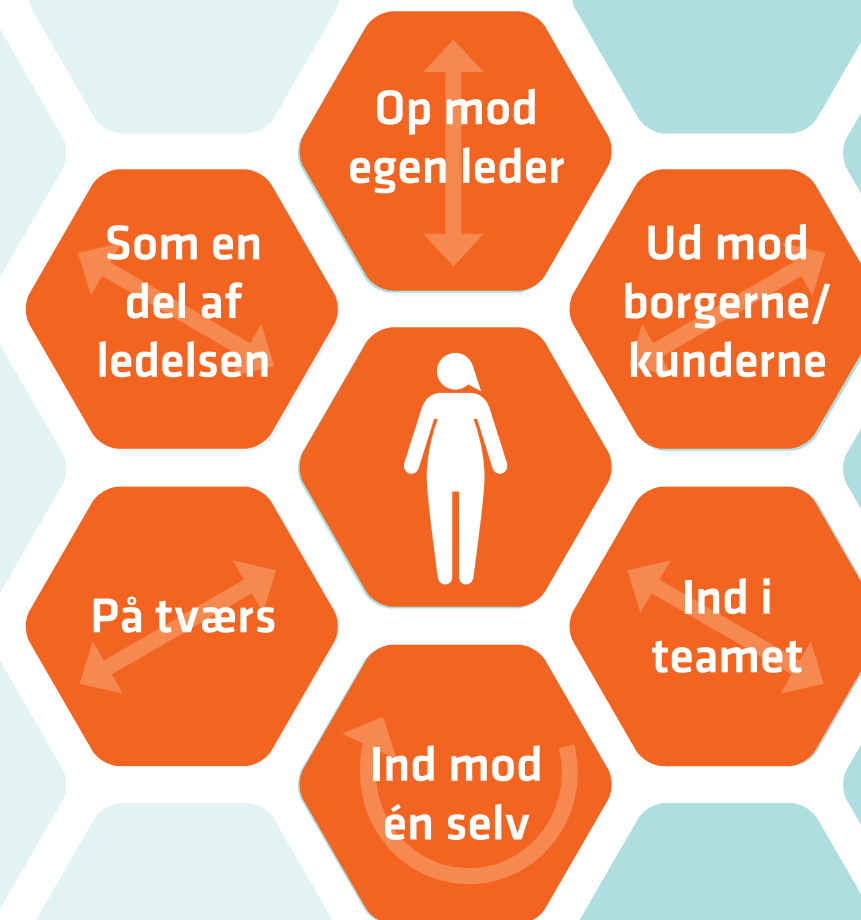 Op mod
egen leder
Som en
del af
ledelsen
Ud mod
borgerne/
kunderne
På tværs
Ind i
teamet
Ind mod
én selv